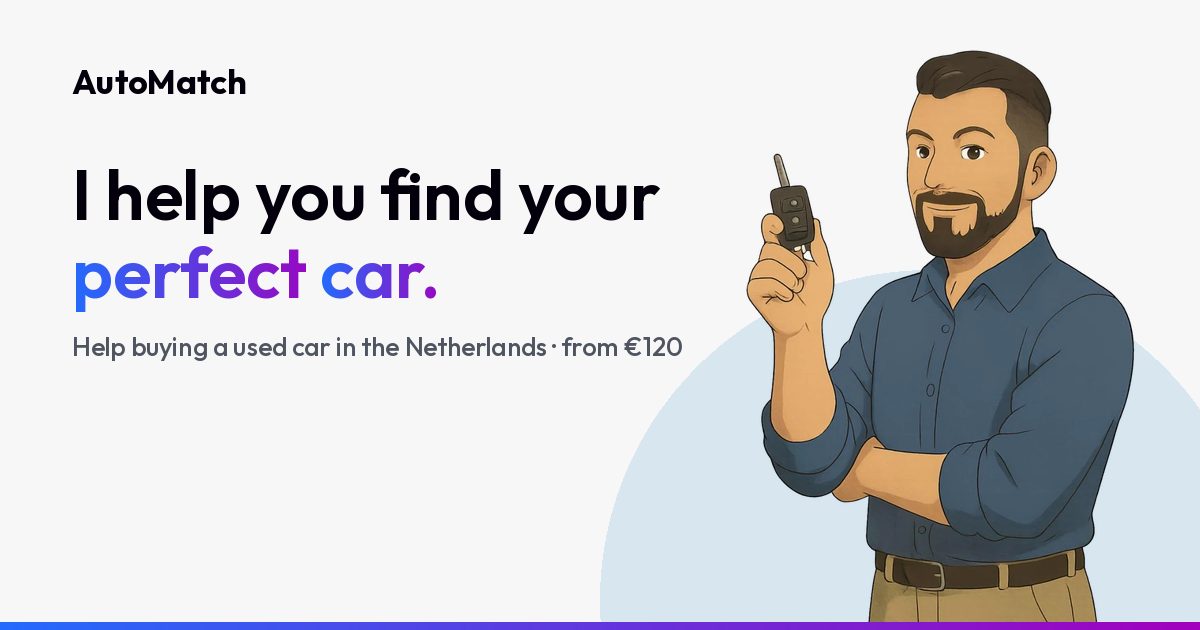 AutoMatch
I help you find your
perfect car.
Help buying a used car in the Netherlands · from €120